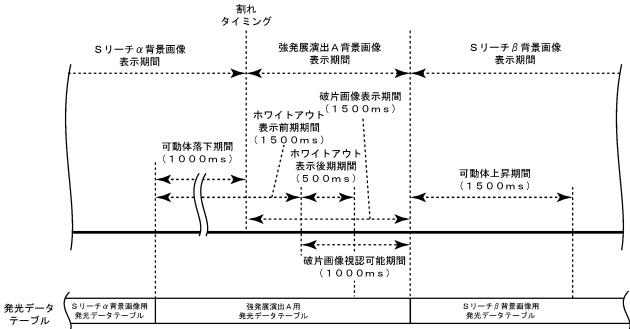 割れ
タイミング
Sリーチα背景画像
表示期間
強発展演出A背景画像
表示期間
Sリーチβ背景画像
表示期間
破片画像表示期間
(1500ms)
ホワイトアウト
表示前期期間
(1500ms)
可動体落下期間
(1000ms)
ホワイトアウト
表示後期期間
(500ms)
可動体上昇期間
(1500ms)
破片画像視認可能期間
(1000ms)
発光データ
テーブル
Sリーチα背景画像用
発光データテーブル
強発展演出A用
発光データテーブル
Sリーチβ背景画像用
発光データテーブル